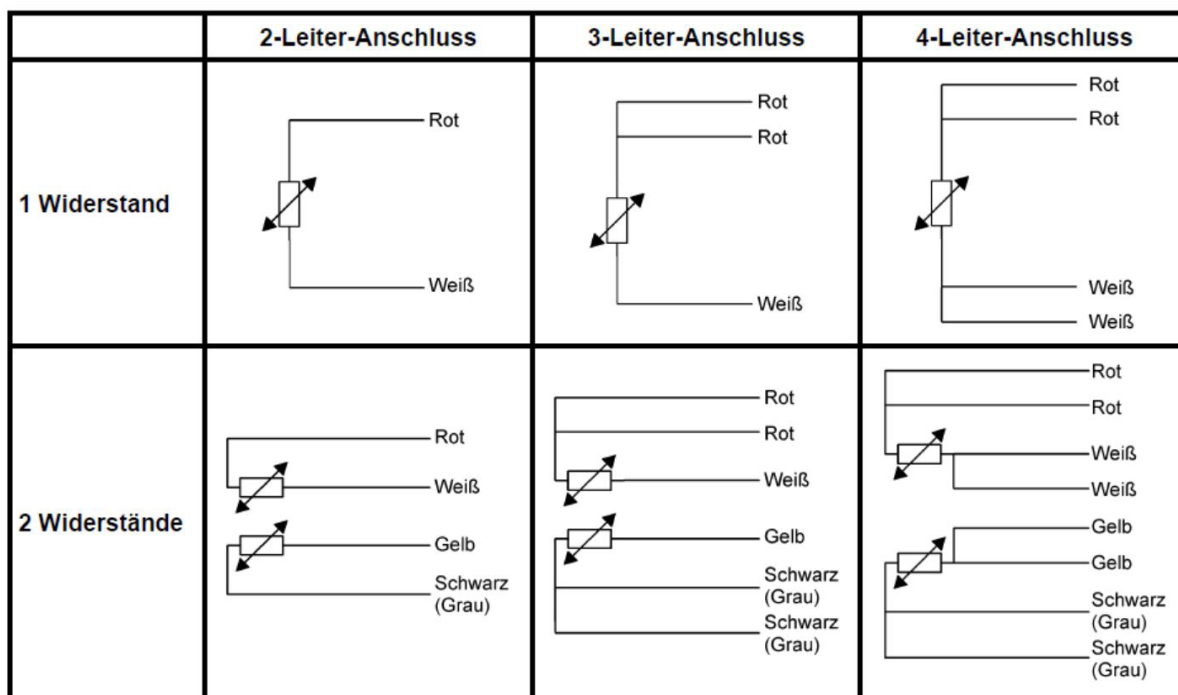 2-Leiter-Anschluss
3-Leiter-Anschluss
4-Leiter-Anschluss
1 Widerstand
Rot
Weiß
Rot
Rot
Weiß
Rot
Rot
Weiß
Weiß
2 Widerstände
Rot
Weiß
Gelb
Schwarz
(Grau)
Rot
Rot
Weiß
Gelb
Schwarz
(Grau)
Schwarz
(Grau)
Rot
Rot
Weiß
Weiß
Gelb
Gelb
Schwarz
(Grau)
Schwarz
(Grau)